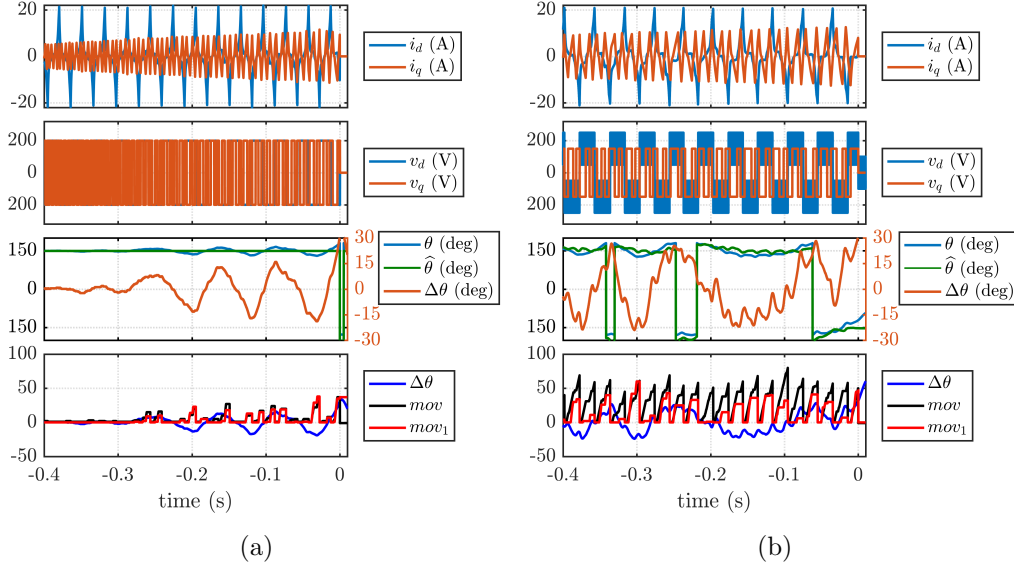 20
0
-20
i_d (A)
i_q (A)
200
0
200
v_d (V)
v_q (V)
150
0
150
30
15
0
-15
-30
θ (deg)
θ̂ (deg)
Δθ (deg)
100
50
0
50
-0.4 -0.3 -0.2 -0.1 0
time (s)
Δθ
mov
mov₁
(a)
20
0
-20
i_d (A)
i_q (A)
200
0
200
v_d (V)
v_q (V)
150
0
150
30
15
0
-15
-30
θ (deg)
θ̂ (deg)
Δθ (deg)
100
50
0
-50
-0.4 -0.3 -0.2 -0.1 0
time (s)
Δθ
mov
mov₁
(b)